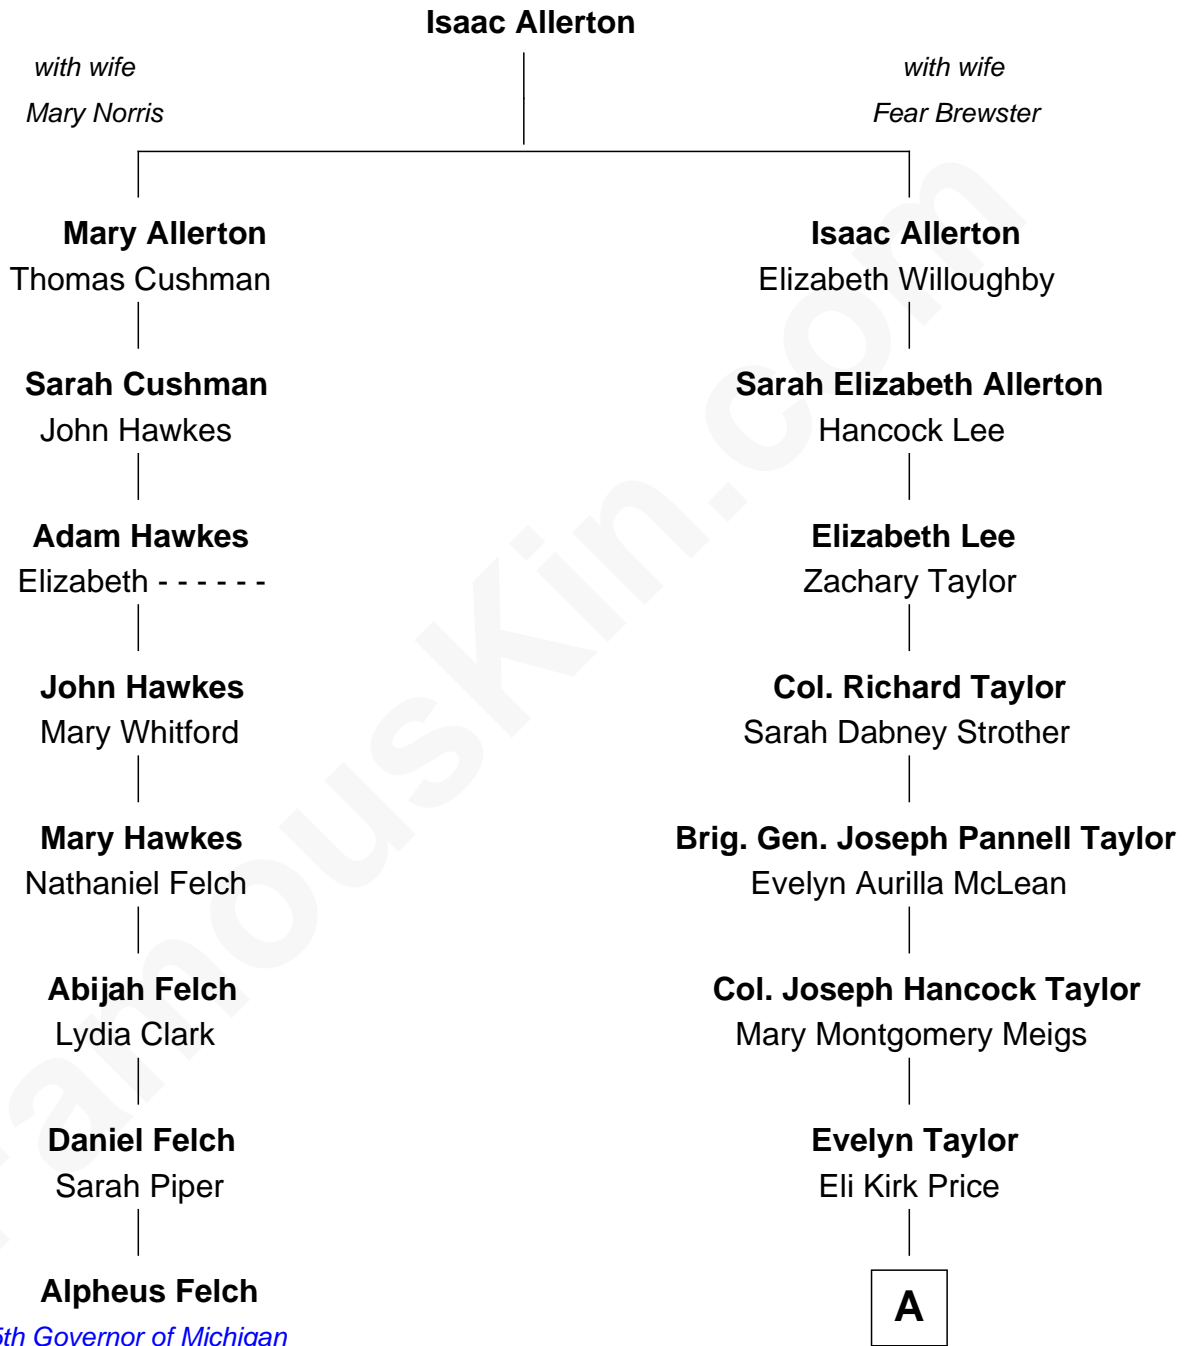 Isaac Allerton
with wife
Mary Norris
with wife
Fear Brewster
Mary Allerton
Thomas Cushman
Isaac Allerton
Elizabeth Willoughby
Sarah Cushman
John Hawkes
Sarah Elizabeth Allerton
Hancock Lee
Adam Hawkes
Elizabeth - - - - - -
Elizabeth Lee
Zachary Taylor
John Hawkes
Mary Whitford
Col. Richard Taylor
Sarah Dabney Strother
Mary Hawkes
Nathaniel Felch
Brig. Gen. Joseph Pannell Taylor
Evelyn Aurilla McLean
Abijah Felch
Lydia Clark
Col. Joseph Hancock Taylor
Mary Montgomery Meigs
Daniel Felch
Sarah Piper
Evelyn Taylor
Eli Kirk Price
Alpheus Felch
5th Governor of Michigan
A
FamousKin.com